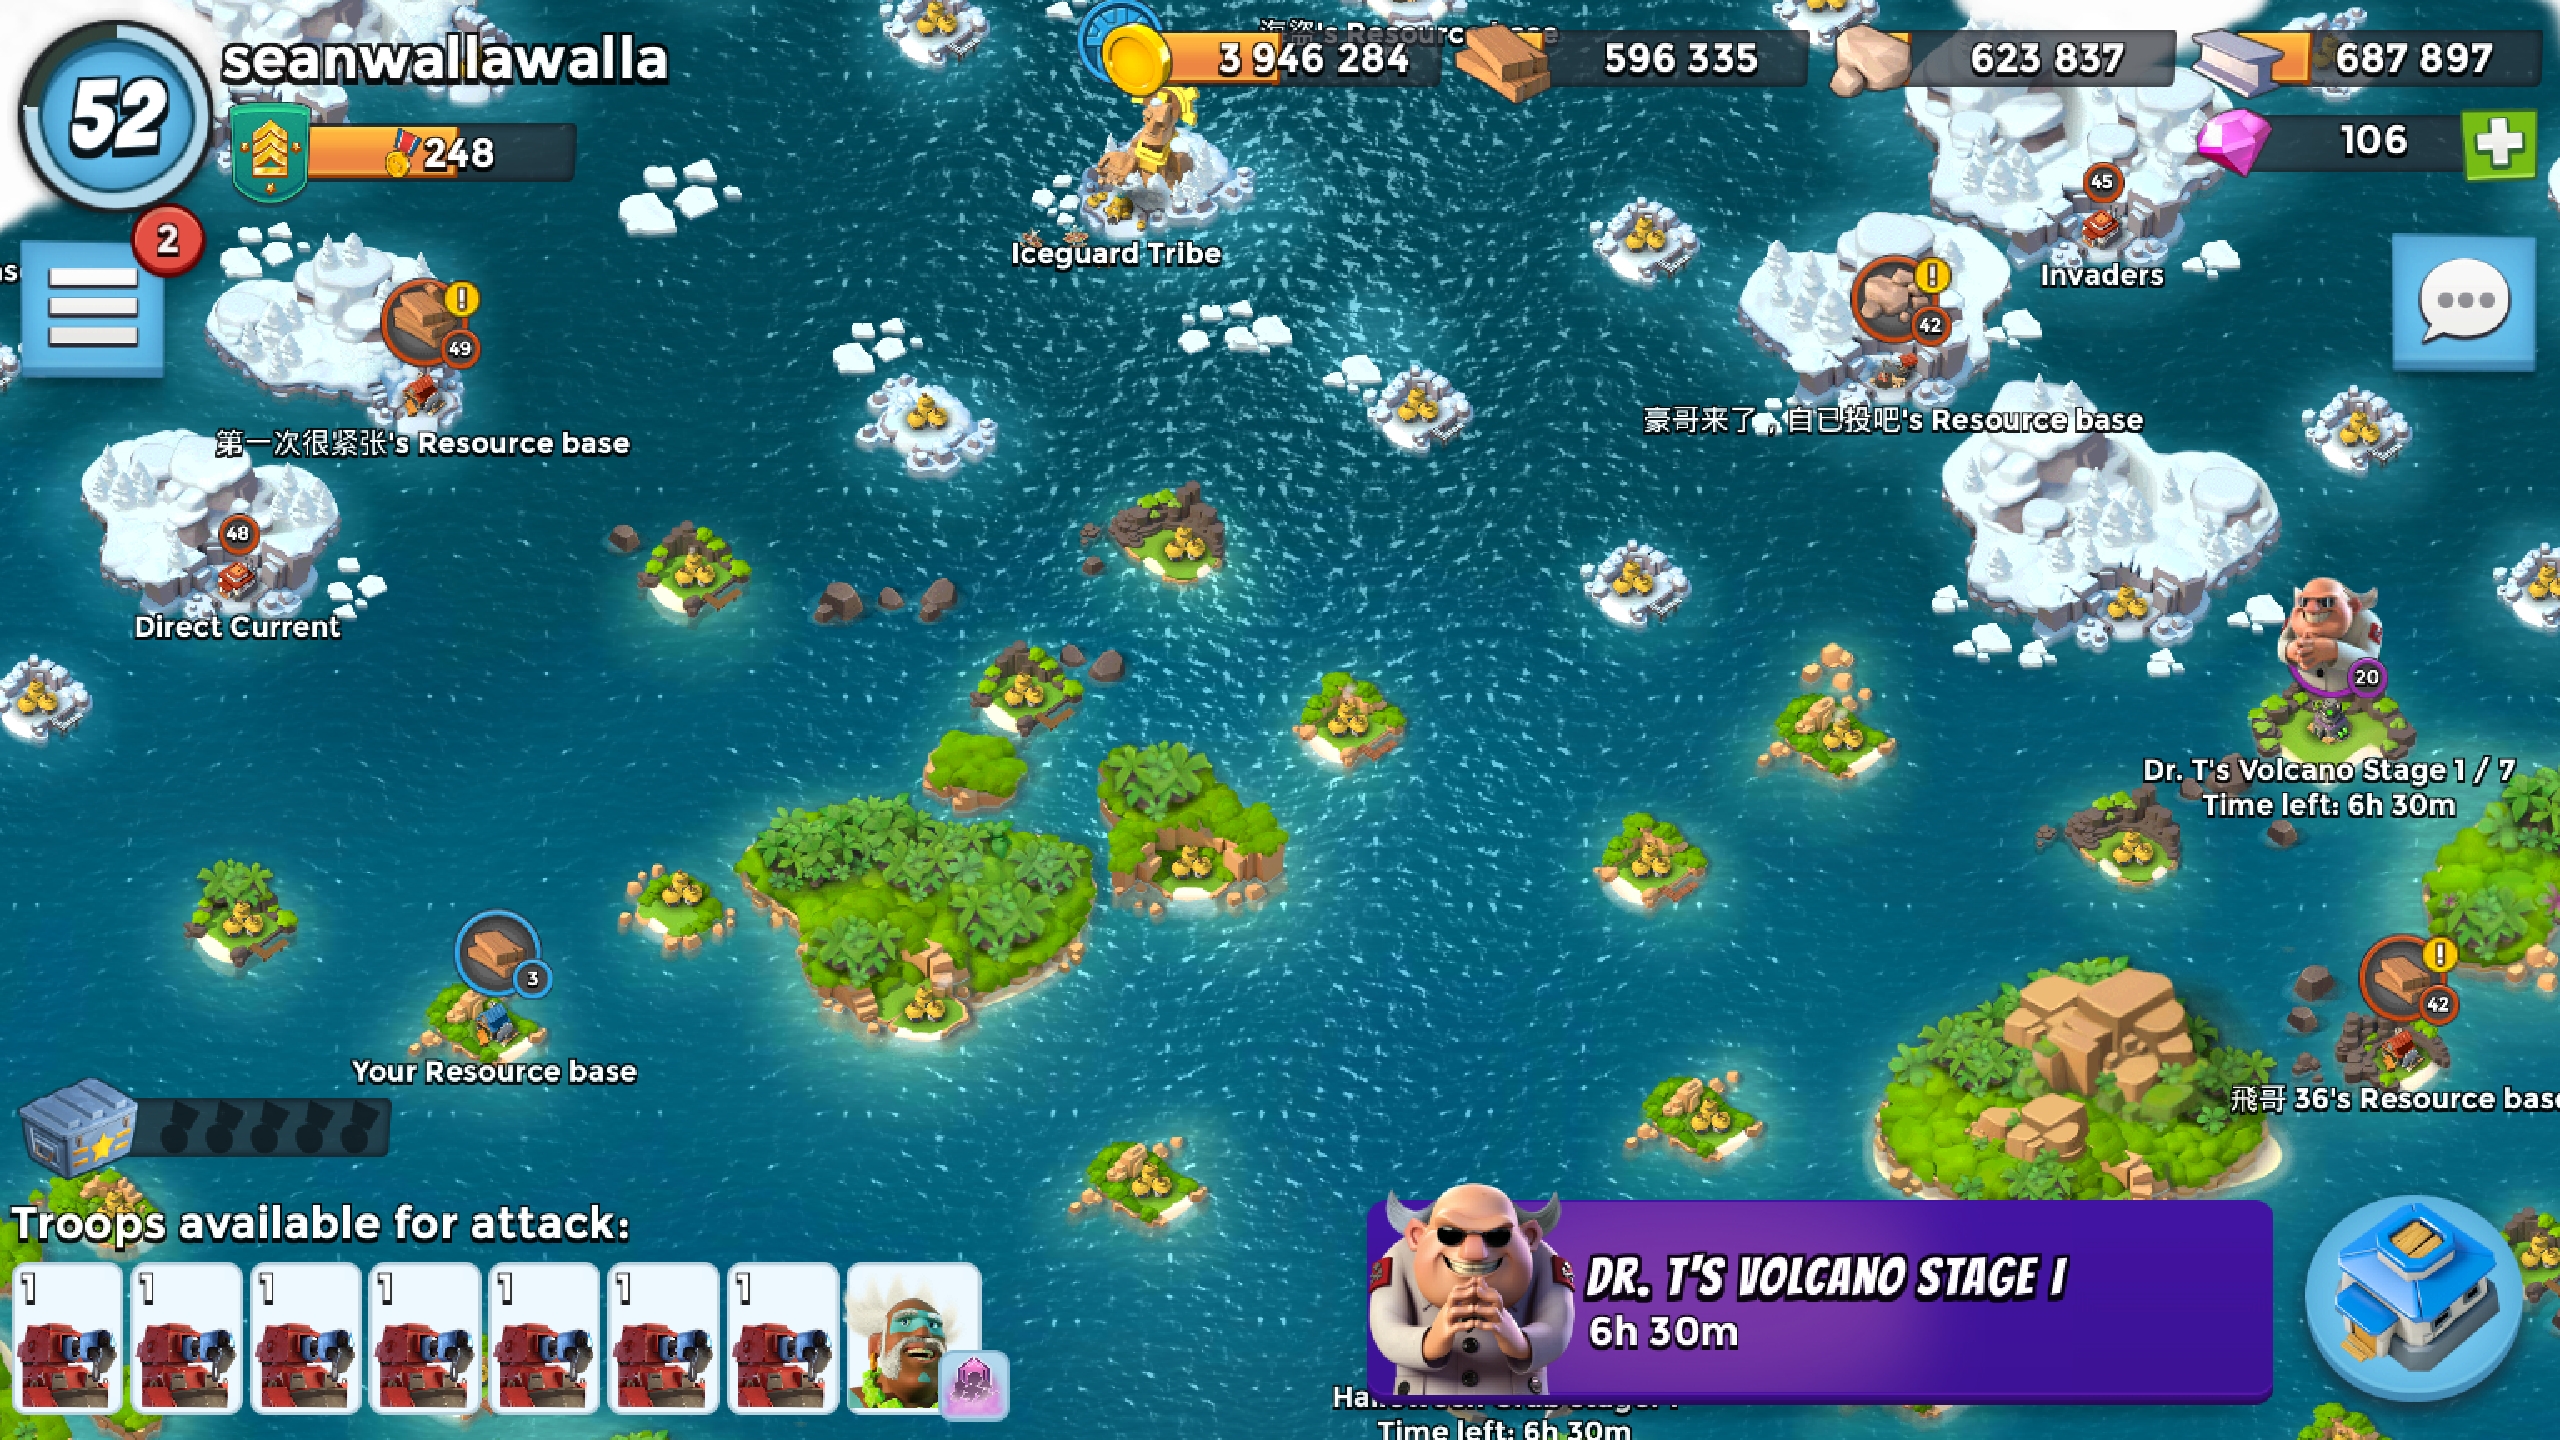 52
seanwallawalla
248
2
3 946 284
596 335
623 837
687 897
106
45
Invaders
Iceguard Tribe
!
49
第一次很紧张's Resource base
!
42
豪哥来了，自已投吧's Resource base
48
Direct Current
20
Dr. T's Volcano Stage 1 / 7
Time left: 6h 30m
3
Your Resource base
!
42
飛哥 36's Resource base
Troops available for attack:
1 1 1 1 1 1 1
DR. T'S VOLCANO STAGE 1
6h 30m
Time left: 6h 30m